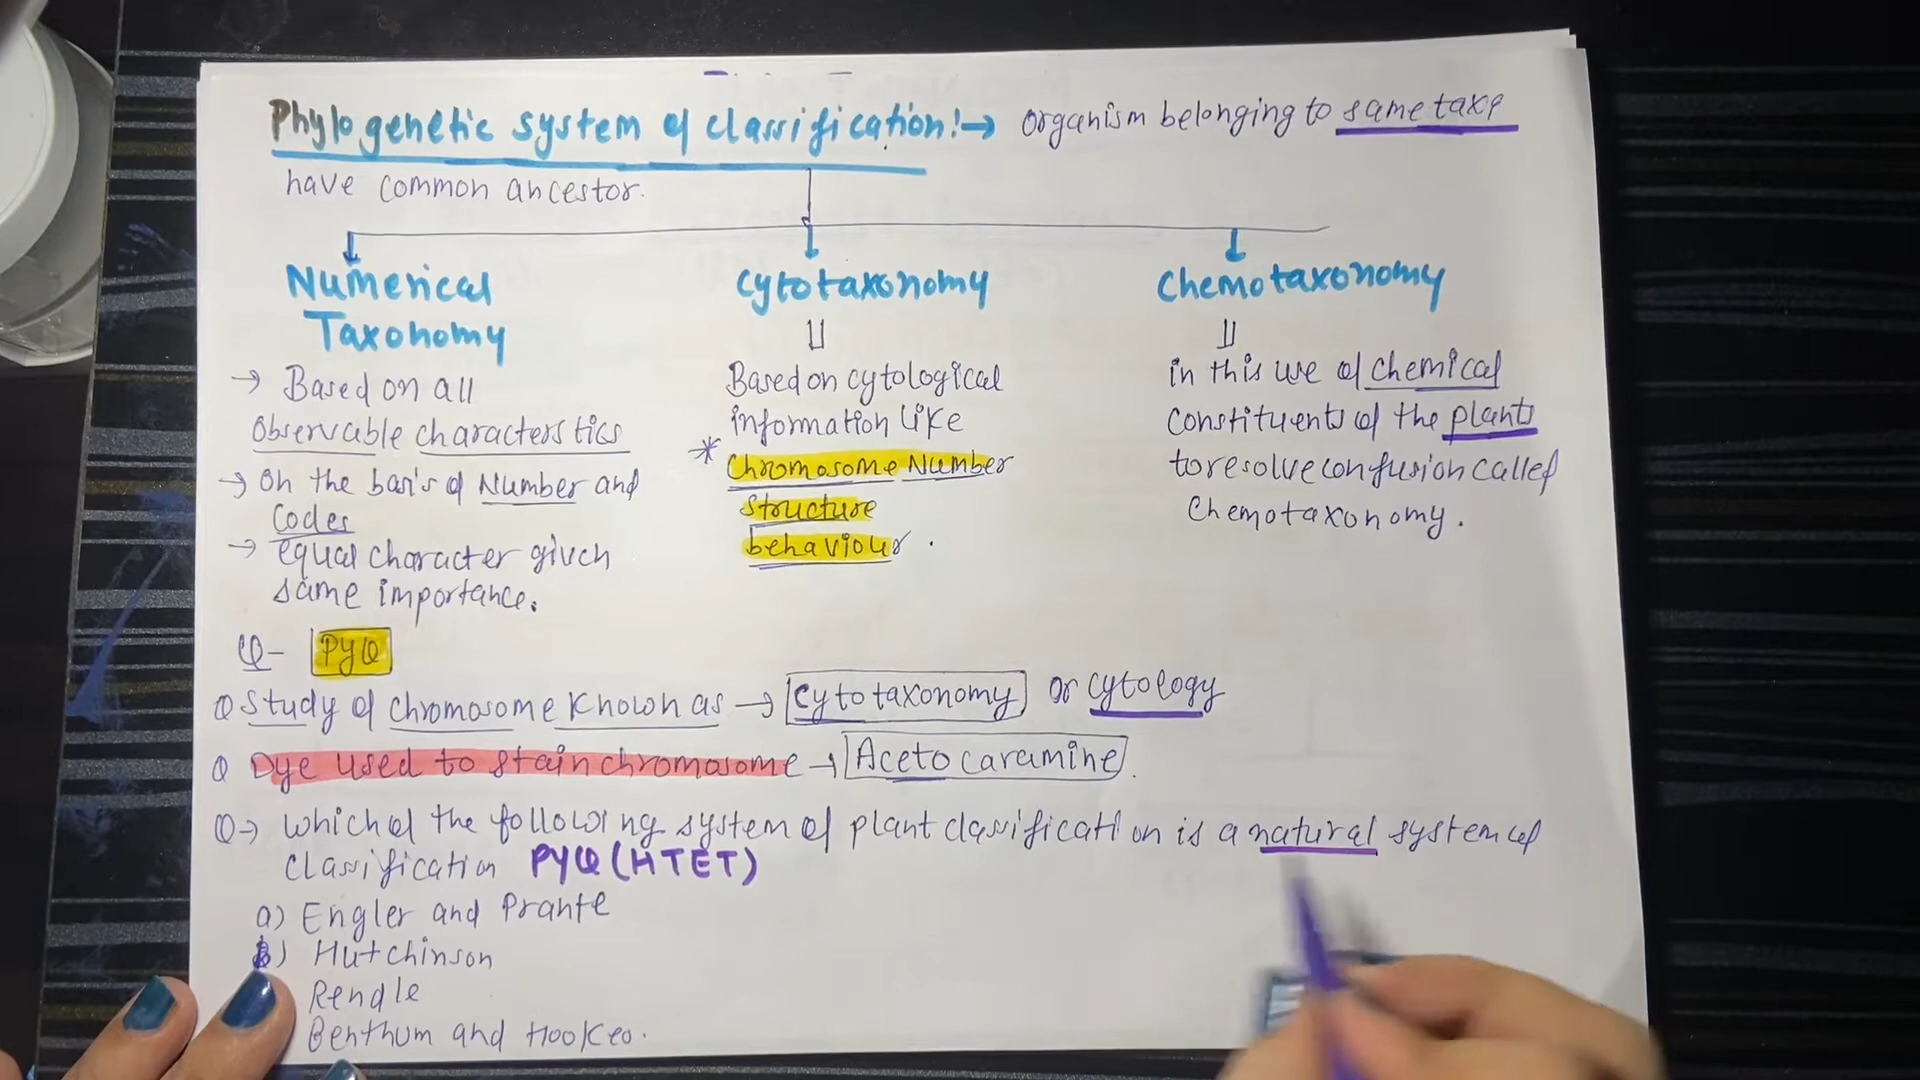 Phylogenetic system of classification!→ organism belonging to same taxa
have common ancestor.
Numerical
Taxonomy
→ Based on all
observable characterstics
→ on the basis of Number and
Codes
→ equal character given
same importance.
Cytotaxonomy
Based on cytological
information like
* Chromosome Number
structure
behaviour.
Chemotaxonomy
in this use of chemical
constituents of the plants
to resolve confusion called
Chemotaxonomy.
Q- PYQ
Q Study of chromosome Known as → Cytotaxonomy or cytology
Q Dye used to stain chromosome → Aceto caramine.
Q→ which of the following system of plant classification is a natural system of
classification PYQ (HTET)
a) Engler and Prante
b) Hutchinson
Rendle
Benthum and Hookeo.